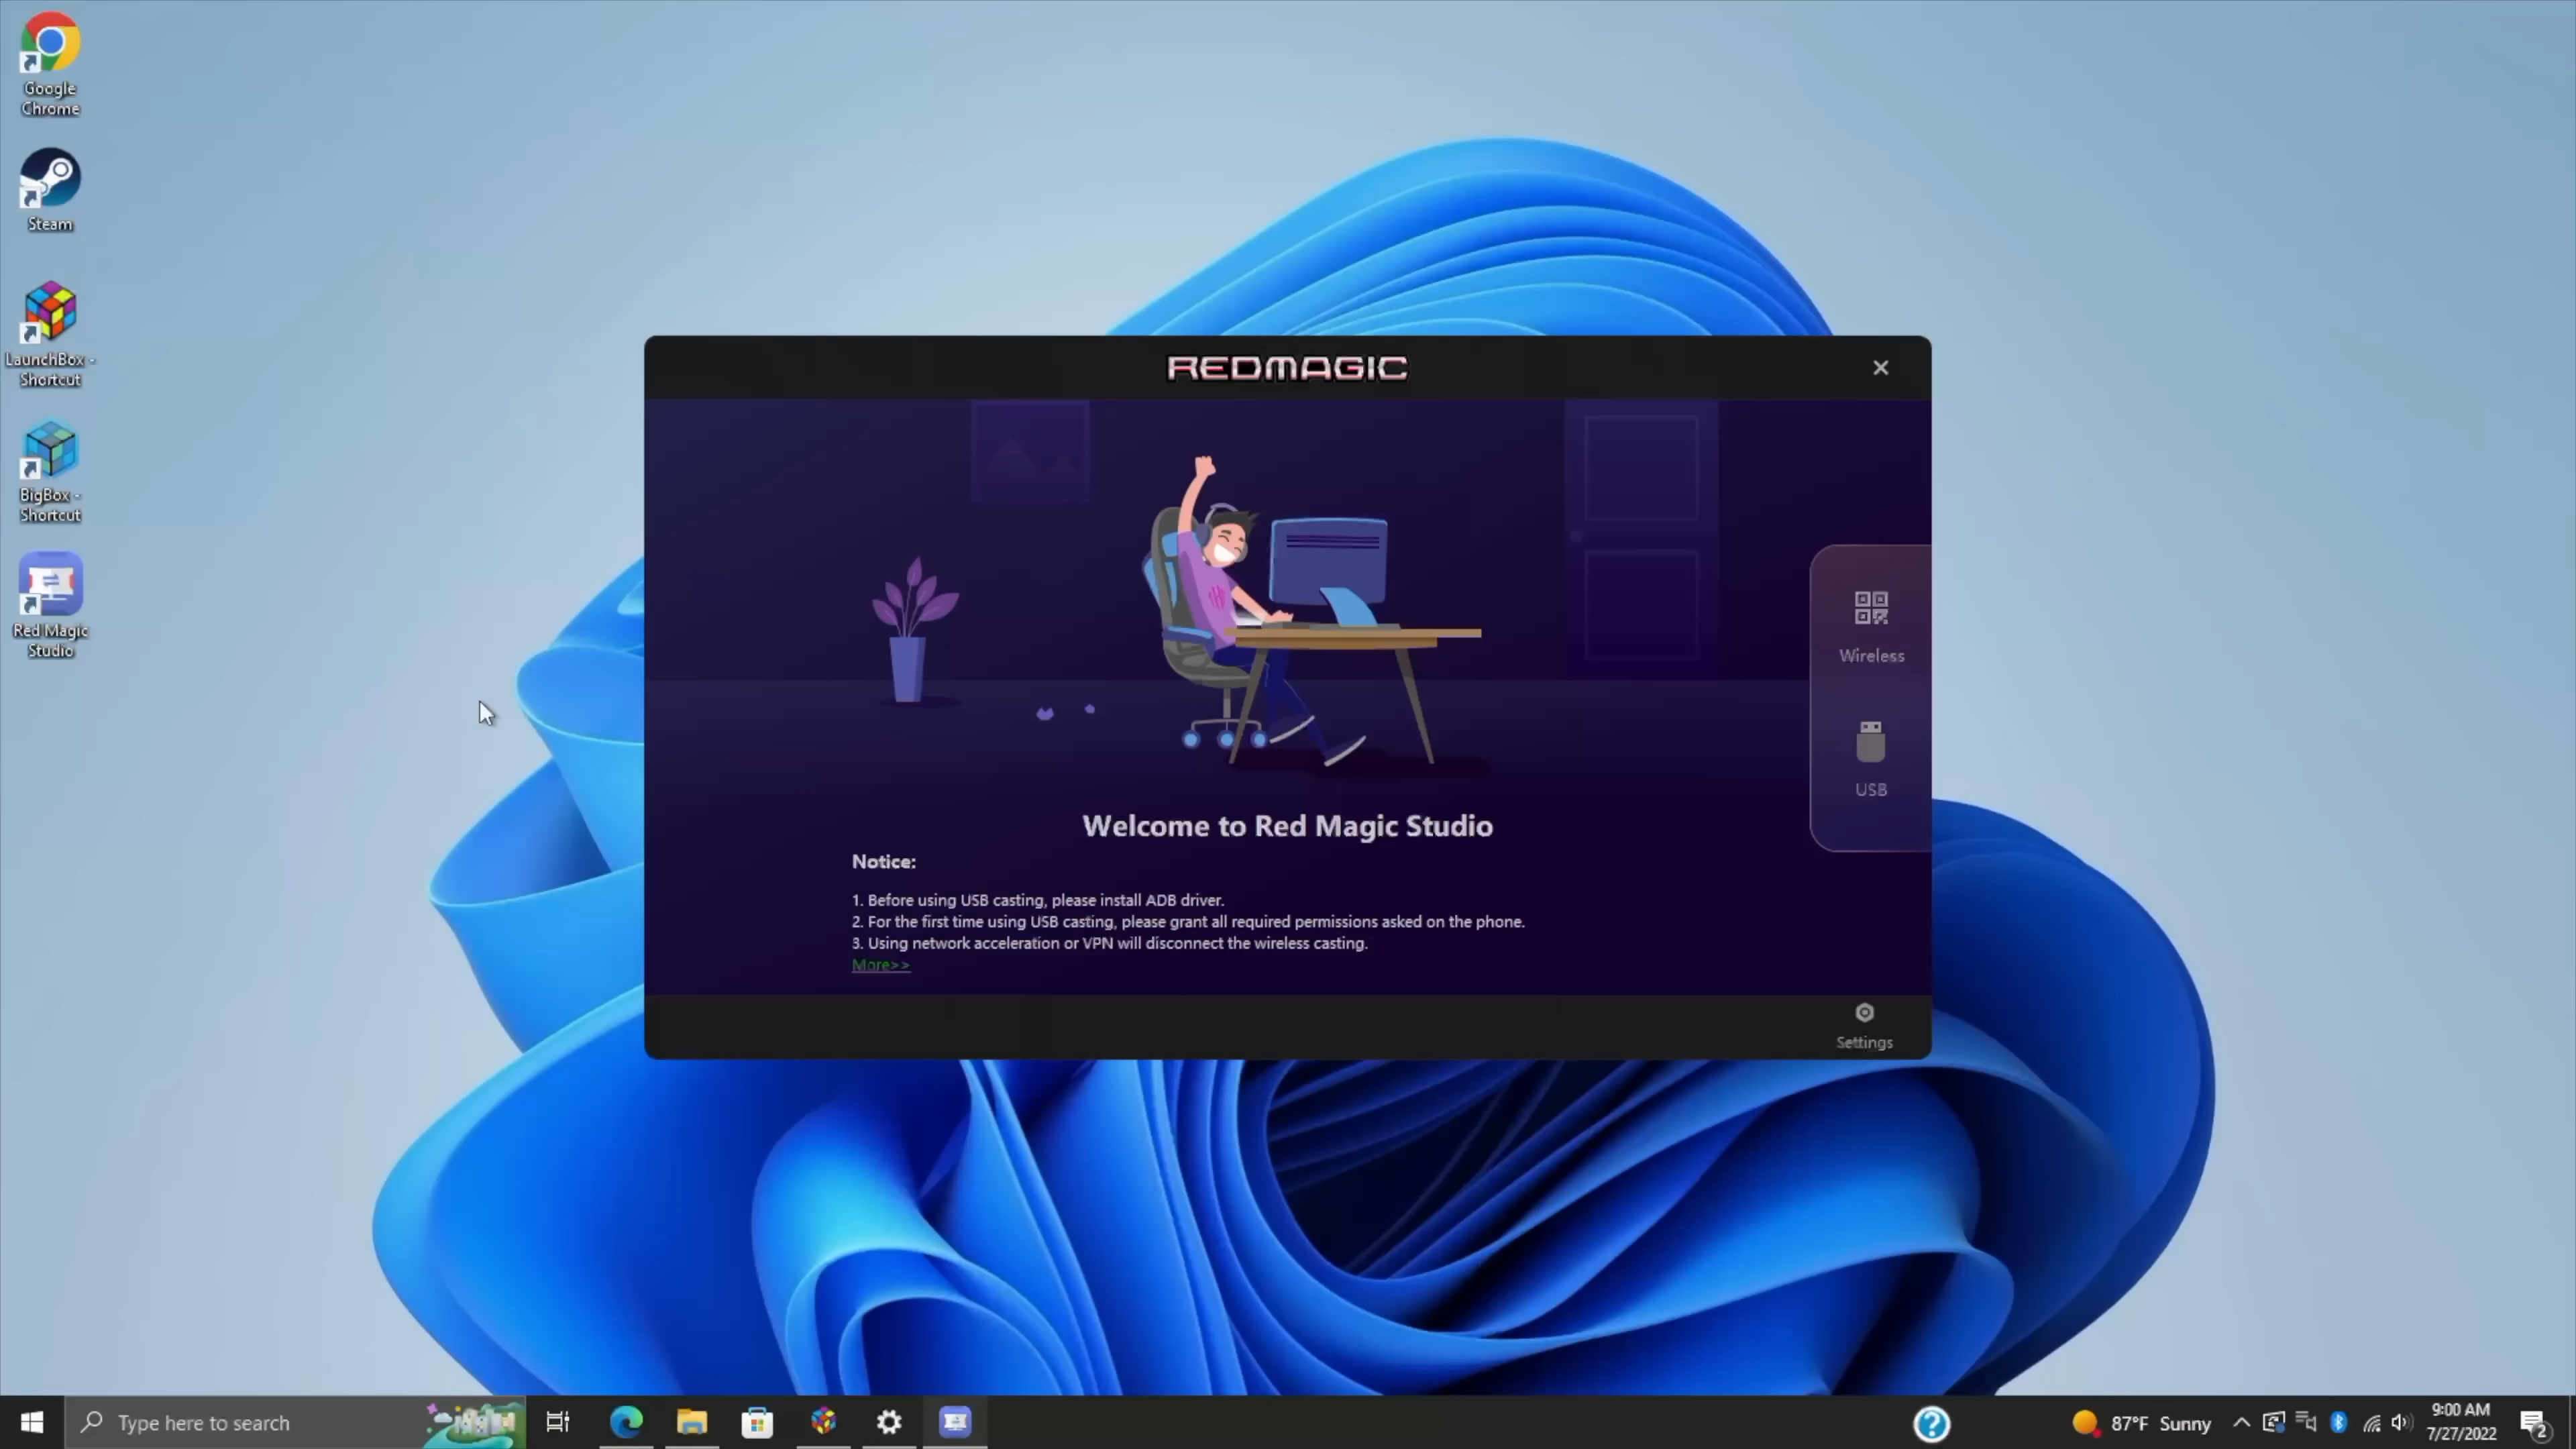 Google
Chrome
Steam
LaunchBox -
Shortcut
BigBox -
Shortcut
Red Magic
Studio
REDMAGIC
Wireless
USB
Welcome to Red Magic Studio
Notice:
1. Before using USB casting, please install ADB driver.
2. For the first time using USB casting, please grant all required permissions asked on the phone.
3. Using network acceleration or VPN will disconnect the wireless casting.
More>>
Settings
Type here to search
87°F Sunny
9:00 AM
7/27/2022
2